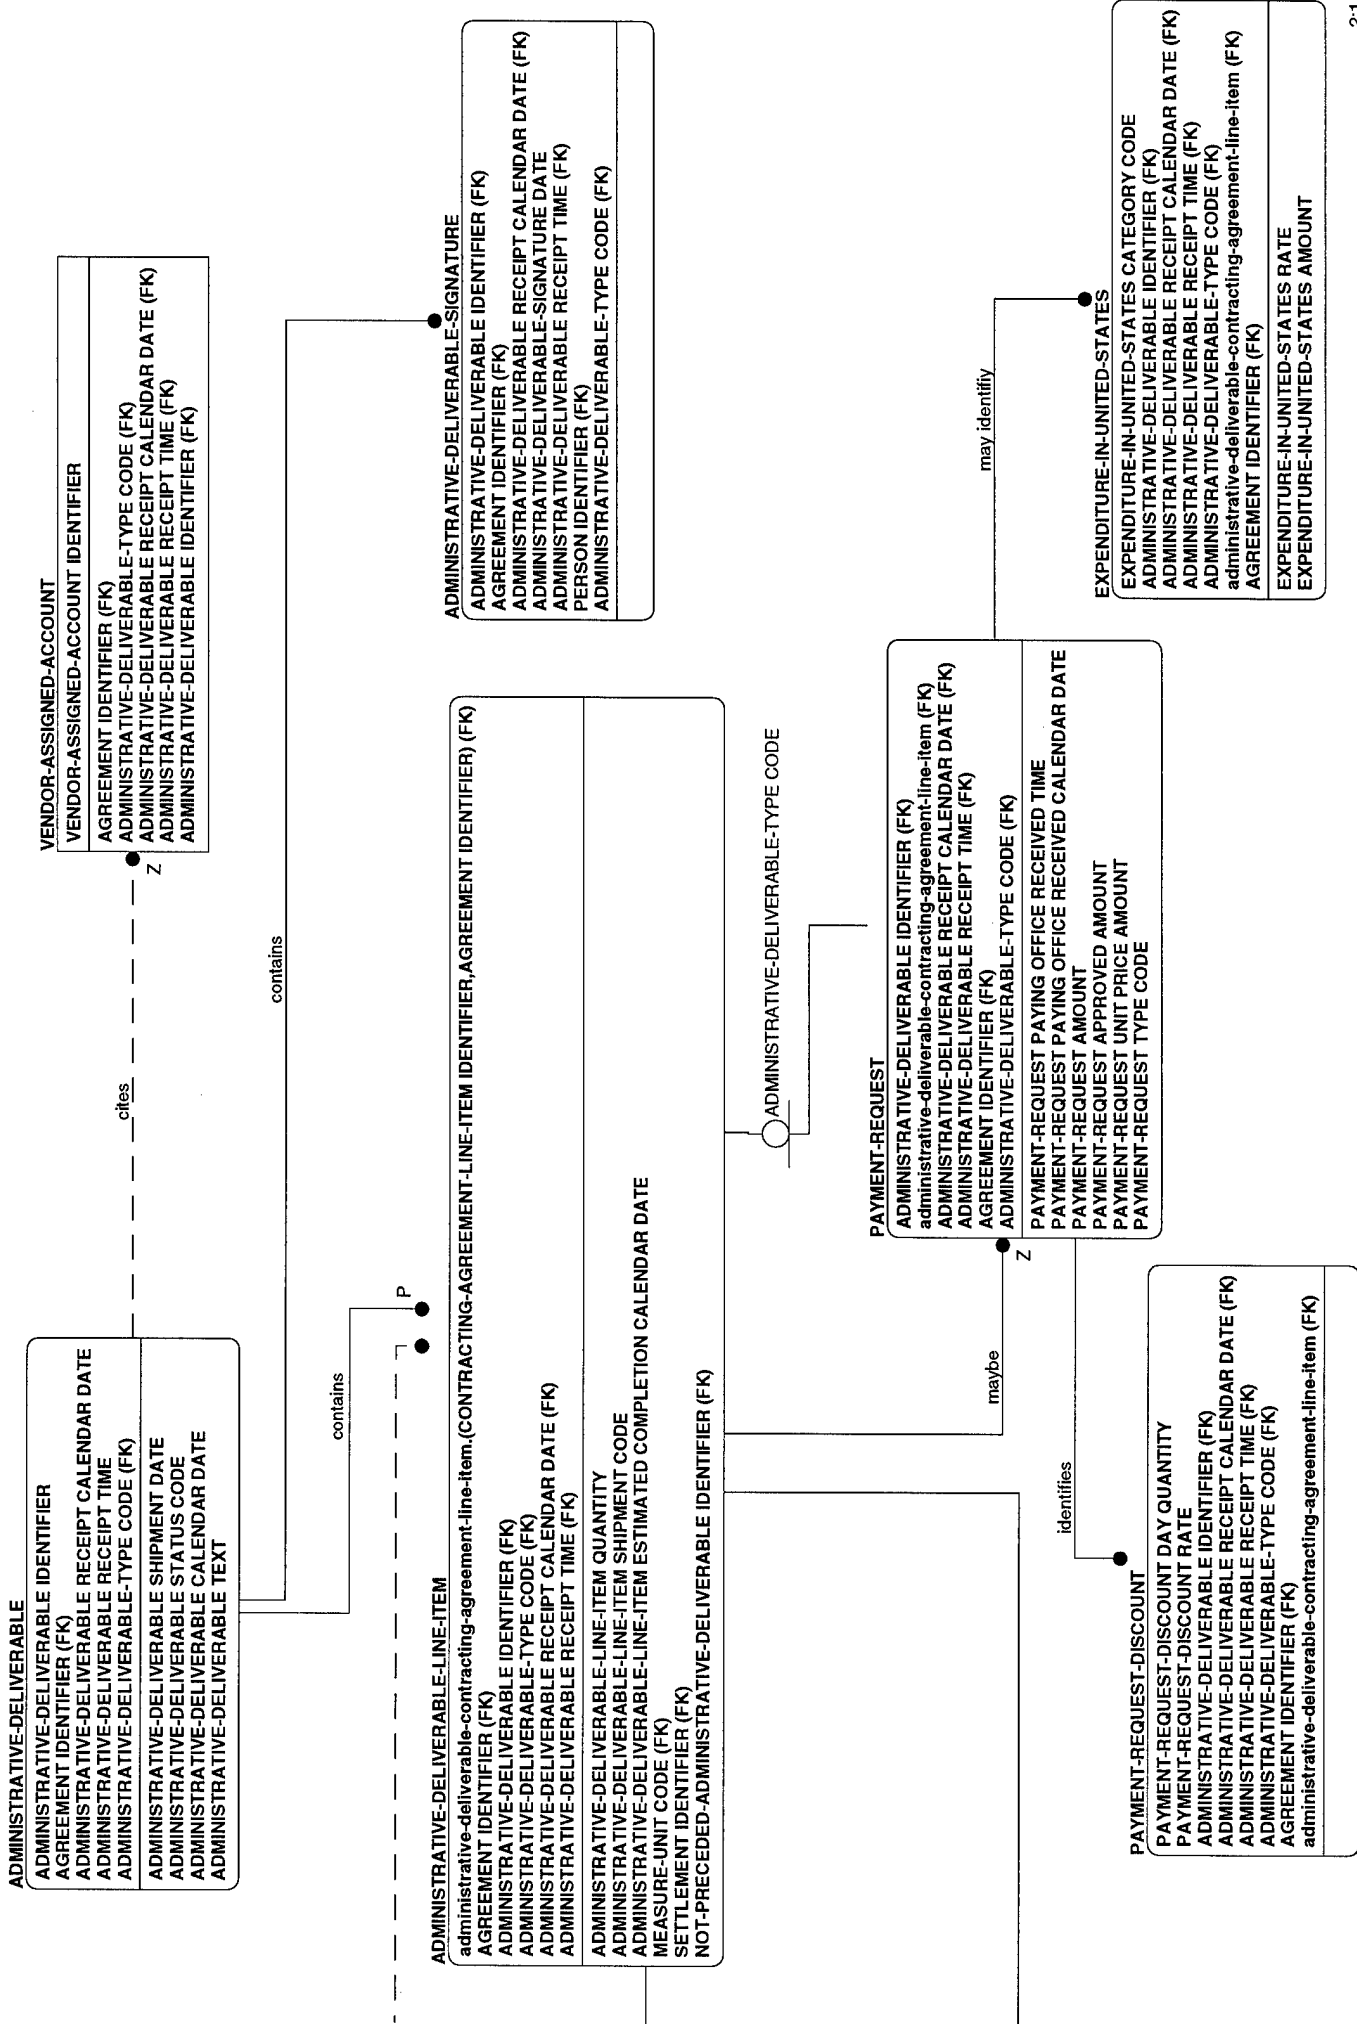 ADMINISTRATIVE-DELIVERABLE
ADMINISTRATIVE-DELIVERABLE IDENTIFIER
AGREEMENT IDENTIFIER (FK)
ADMINISTRATIVE-DELIVERABLE RECEIPT CALENDAR DATE
ADMINISTRATIVE-DELIVERABLE RECEIPT TIME
ADMINISTRATIVE-DELIVERABLE-TYPE CODE (FK)
ADMINISTRATIVE-DELIVERABLE SHIPMENT DATE
ADMINISTRATIVE-DELIVERABLE STATUS CODE
ADMINISTRATIVE-DELIVERABLE CALENDAR DATE
ADMINISTRATIVE-DELIVERABLE TEXT
cites
Z
VENDOR-ASSIGNED-ACCOUNT
VENDOR-ASSIGNED-ACCOUNT IDENTIFIER
AGREEMENT IDENTIFIER (FK)
ADMINISTRATIVE-DELIVERABLE-TYPE CODE (FK)
ADMINISTRATIVE-DELIVERABLE RECEIPT CALENDAR DATE (FK)
ADMINISTRATIVE-DELIVERABLE RECEIPT TIME (FK)
ADMINISTRATIVE-DELIVERABLE IDENTIFIER (FK)
contains
contains
P
ADMINISTRATIVE-DELIVERABLE-SIGNATURE
ADMINISTRATIVE-DELIVERABLE IDENTIFIER (FK)
AGREEMENT IDENTIFIER (FK)
ADMINISTRATIVE-DELIVERABLE RECEIPT CALENDAR DATE (FK)
ADMINISTRATIVE-DELIVERABLE-SIGNATURE DATE
ADMINISTRATIVE-DELIVERABLE RECEIPT TIME (FK)
PERSON IDENTIFIER (FK)
ADMINISTRATIVE-DELIVERABLE-TYPE CODE (FK)
ADMINISTRATIVE-DELIVERABLE-LINE-ITEM
administrative-deliverable-contracting-agreement-line-item.(CONTRACTING-AGREEMENT-LINE-ITEM IDENTIFIER,AGREEMENT IDENTIFIER) (FK)
AGREEMENT IDENTIFIER (FK)
ADMINISTRATIVE-DELIVERABLE IDENTIFIER (FK)
ADMINISTRATIVE-DELIVERABLE-TYPE CODE (FK)
ADMINISTRATIVE-DELIVERABLE RECEIPT CALENDAR DATE (FK)
ADMINISTRATIVE-DELIVERABLE RECEIPT TIME (FK)
ADMINISTRATIVE-DELIVERABLE-LINE-ITEM QUANTITY
ADMINISTRATIVE-DELIVERABLE-LINE-ITEM SHIPMENT CODE
ADMINISTRATIVE-DELIVERABLE-LINE-ITEM ESTIMATED COMPLETION CALENDAR DATE
MEASURE-UNIT CODE (FK)
SETTLEMENT IDENTIFIER (FK)
NOT-PRECEDED-ADMINISTRATIVE-DELIVERABLE IDENTIFIER (FK)
ADMINISTRATIVE-DELIVERABLE-TYPE CODE
maybe
Z
PAYMENT-REQUEST
ADMINISTRATIVE-DELIVERABLE IDENTIFIER (FK)
administrative-deliverable-contracting-agreement-line-item (FK)
ADMINISTRATIVE-DELIVERABLE RECEIPT CALENDAR DATE (FK)
ADMINISTRATIVE-DELIVERABLE RECEIPT TIME (FK)
AGREEMENT IDENTIFIER (FK)
ADMINISTRATIVE-DELIVERABLE-TYPE CODE (FK)
PAYMENT-REQUEST PAYING OFFICE RECEIVED TIME
PAYMENT-REQUEST PAYING OFFICE RECEIVED CALENDAR DATE
PAYMENT-REQUEST AMOUNT
PAYMENT-REQUEST APPROVED AMOUNT
PAYMENT-REQUEST UNIT PRICE AMOUNT
PAYMENT-REQUEST TYPE CODE
may identifiy
EXPENDITURE-IN-UNITED-STATES
EXPENDITURE-IN-UNITED-STATES CATEGORY CODE
ADMINISTRATIVE-DELIVERABLE IDENTIFIER (FK)
ADMINISTRATIVE-DELIVERABLE RECEIPT CALENDAR DATE (FK)
ADMINISTRATIVE-DELIVERABLE RECEIPT TIME (FK)
ADMINISTRATIVE-DELIVERABLE-TYPE CODE (FK)
administrative-deliverable-contracting-agreement-line-item (FK)
AGREEMENT IDENTIFIER (FK)
EXPENDITURE-IN-UNITED-STATES RATE
EXPENDITURE-IN-UNITED-STATES AMOUNT
identifies
PAYMENT-REQUEST-DISCOUNT
PAYMENT-REQUEST-DISCOUNT DAY QUANTITY
PAYMENT-REQUEST-DISCOUNT RATE
ADMINISTRATIVE-DELIVERABLE IDENTIFIER (FK)
ADMINISTRATIVE-DELIVERABLE RECEIPT CALENDAR DATE (FK)
ADMINISTRATIVE-DELIVERABLE RECEIPT TIME (FK)
ADMINISTRATIVE-DELIVERABLE-TYPE CODE (FK)
AGREEMENT IDENTIFIER (FK)
administrative-deliverable-contracting-agreement-line-item (FK)